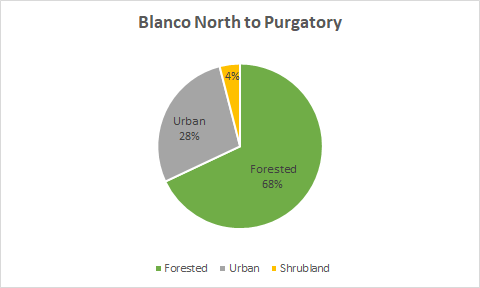 Blanco North to Purgatory
4%
Urban
28%
Forested
68%
Forested Urban Shrubland